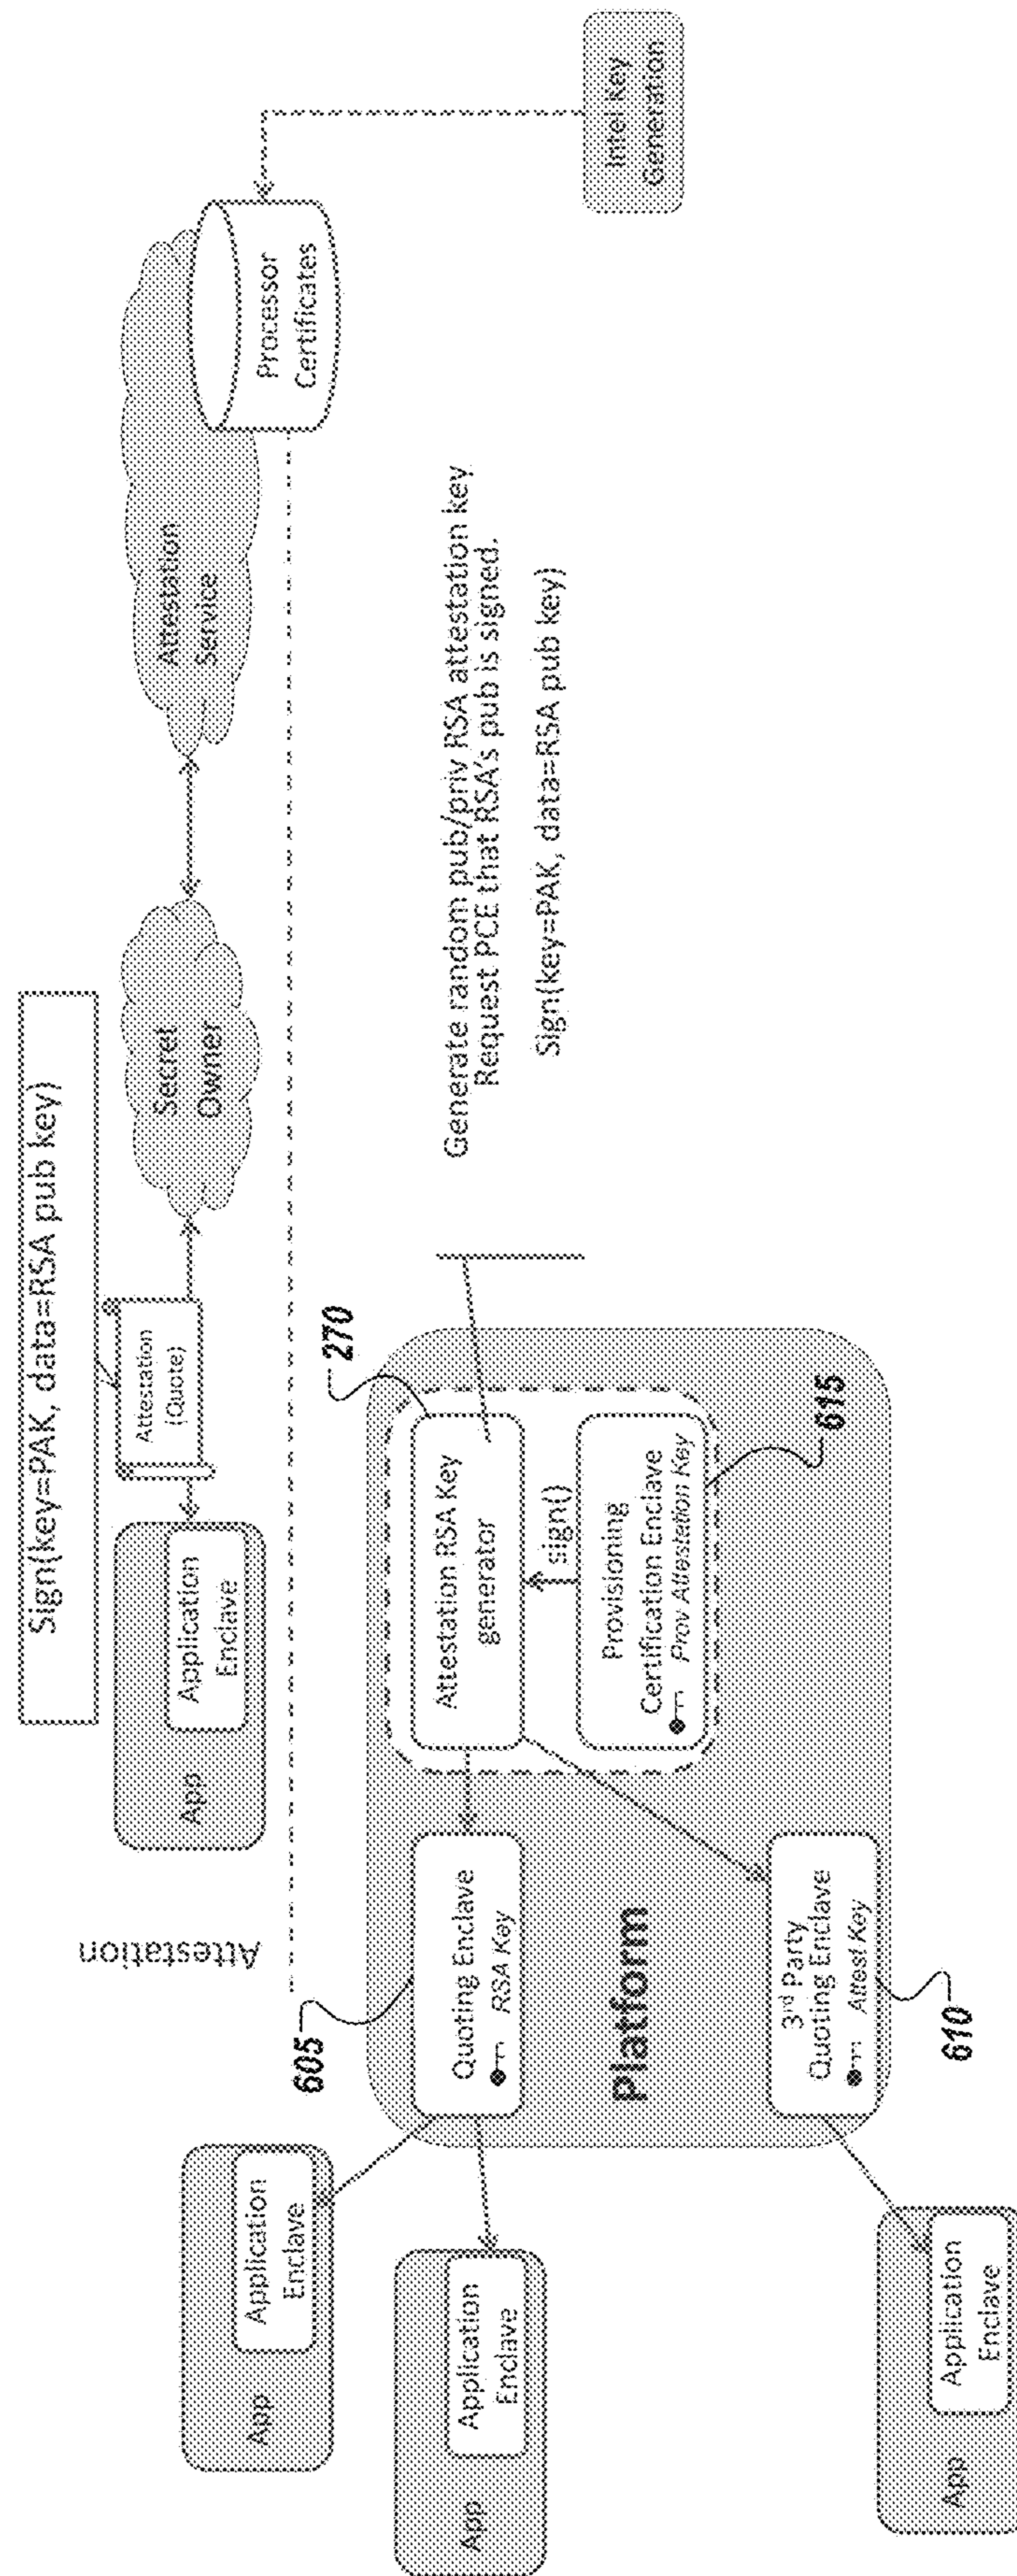 Sign(key=PAK, data=RSA pub key)
Attestation
App
Application
Enclave
Attestation
(Quote)
Secret
Owner
Attestation
Service
Processor
Certificates
Intel Key
Generation
App
Application
Enclave
App
Application
Enclave
App
Application
Enclave
605
Quoting Enclave
RSA Key
Platform
3rd Party
Quoting Enclave
Attest Key
610
270
Attestation RSA Key
generator
sign()
Provisioning
Certification Enclave
Prov Attestation Key
615
Generate random pub/priv RSA attestation key
Request PCE that RSA's pub is signed.
Sign(key=PAK, data=RSA pub key)